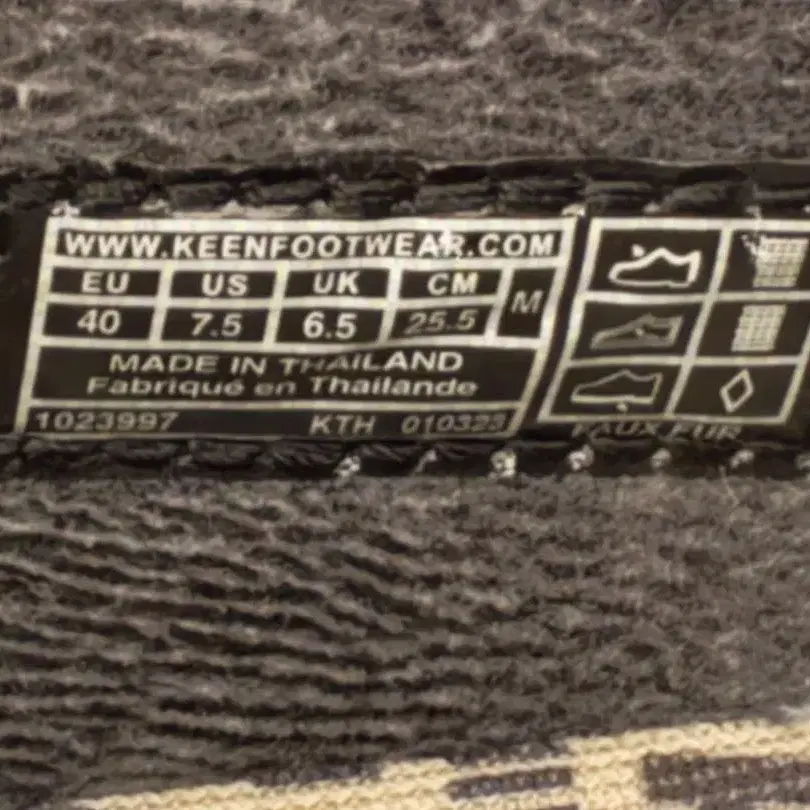 WWW.KEENFOOTWEAR.COM
EU US UK CM M
40 7.5 6.5 25.5
MADE IN THAILAND
Fabriqué en Thailande
1023997 KTH 010323
FAUX FUR